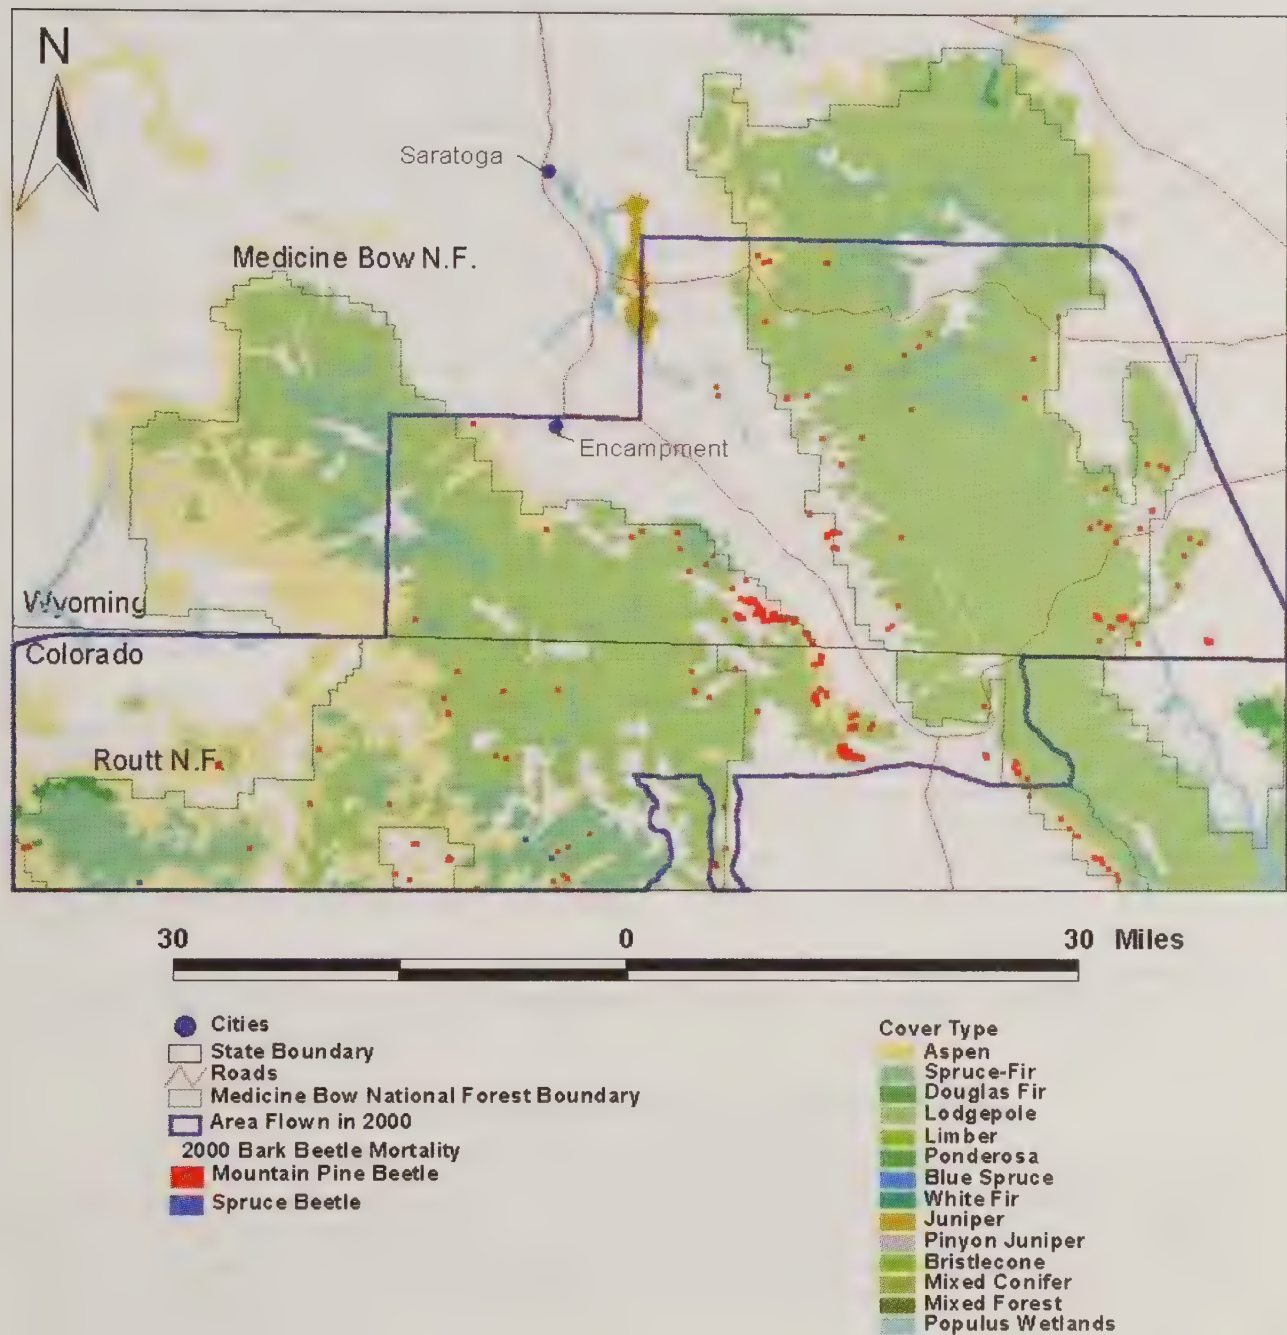 N
Saratoga
Medicine Bow N.F.
Encampment
Wyoming
Colorado
Routt N.F.
30 0 30 Miles
Cities
State Boundary
Roads
Medicine Bow National Forest Boundary
Area Flown in 2000
2000 Bark Beetle Mortality
Mountain Pine Beetle
Spruce Beetle
Cover Type
Aspen
Spruce-Fir
Douglas Fir
Lodgepole
Limber
Ponderosa
Blue Spruce
White Fir
Juniper
Pinyon Juniper
Bristlecone
Mixed Conifer
Mixed Forest
Populus Wetlands